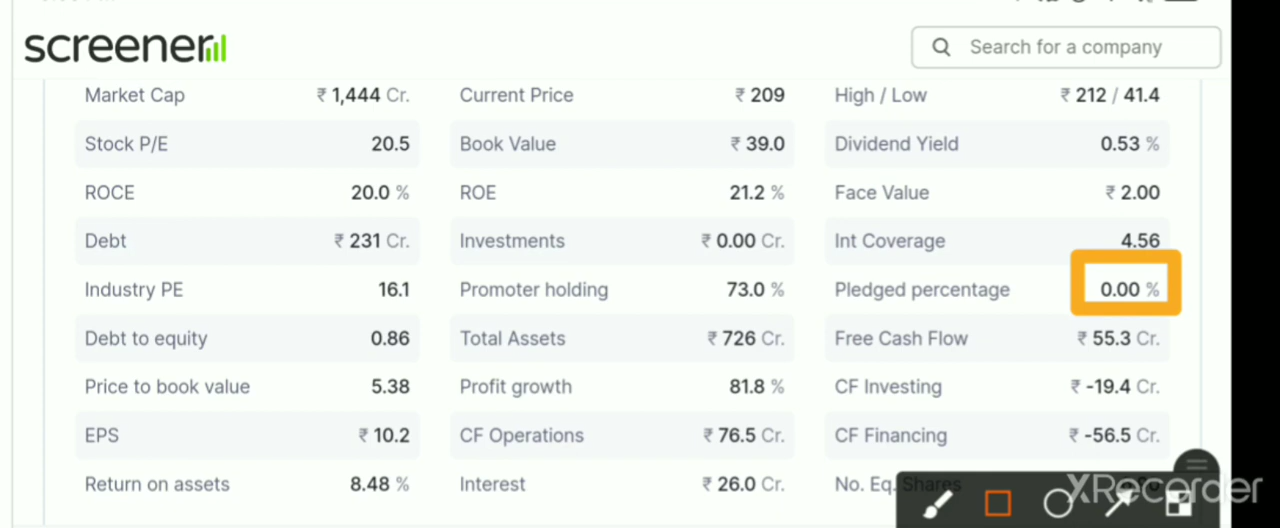 screener
Search for a company
Market Cap ₹ 1,444 Cr. Current Price ₹ 209 High / Low ₹ 212 / 41.4
Stock P/E 20.5 Book Value ₹ 39.0 Dividend Yield 0.53 %
ROCE 20.0 % ROE 21.2 % Face Value ₹ 2.00
Debt ₹ 231 Cr. Investments ₹ 0.00 Cr. Int Coverage 4.56
Industry PE 16.1 Promoter holding 73.0 % Pledged percentage 0.00 %
Debt to equity 0.86 Total Assets ₹ 726 Cr. Free Cash Flow ₹ 55.3 Cr.
Price to book value 5.38 Profit growth 81.8 % CF Investing ₹ -19.4 Cr.
EPS ₹ 10.2 CF Operations ₹ 76.5 Cr. CF Financing ₹ -56.5 Cr.
Return on assets 8.48 % Interest ₹ 26.0 Cr. No. Eq. Shares
XRecorder